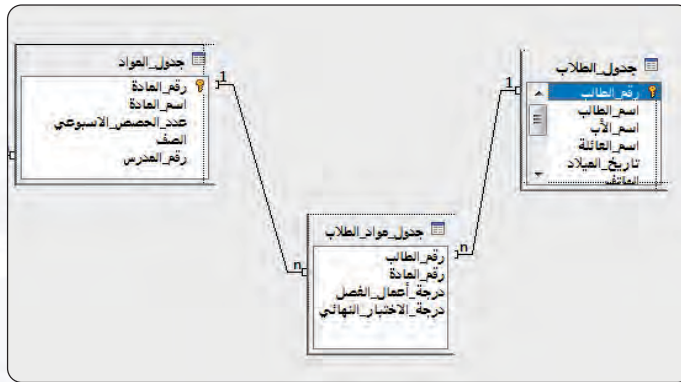 جدول_الطلاب
رقم_الطالب
اسم_الطالب
اسم_الأب
اسم_العائلة
تاريخ_الميلاد
الهاتف
1
جدول_المواد
رقم_المادة
اسم_المادة
عدد_الحصص_الاسبوعي
الصف
رقم_المدرس
1
جدول_مواد_الطلاب
رقم_الطالب
رقم_المادة
درجة_أعمال_الفصل
درجة_الاختبار_النهائي
n
n